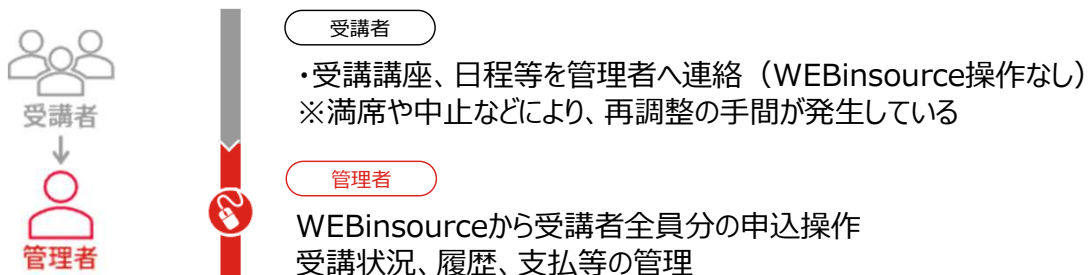 受講者
管理者
受講者
・受講講座、日程等を管理者へ連絡（WEBinsource操作なし）
※満席や中止などにより、再調整の手間が発生している
管理者
WEBinsourceから受講者全員分の申込操作
受講状況、履歴、支払等の管理